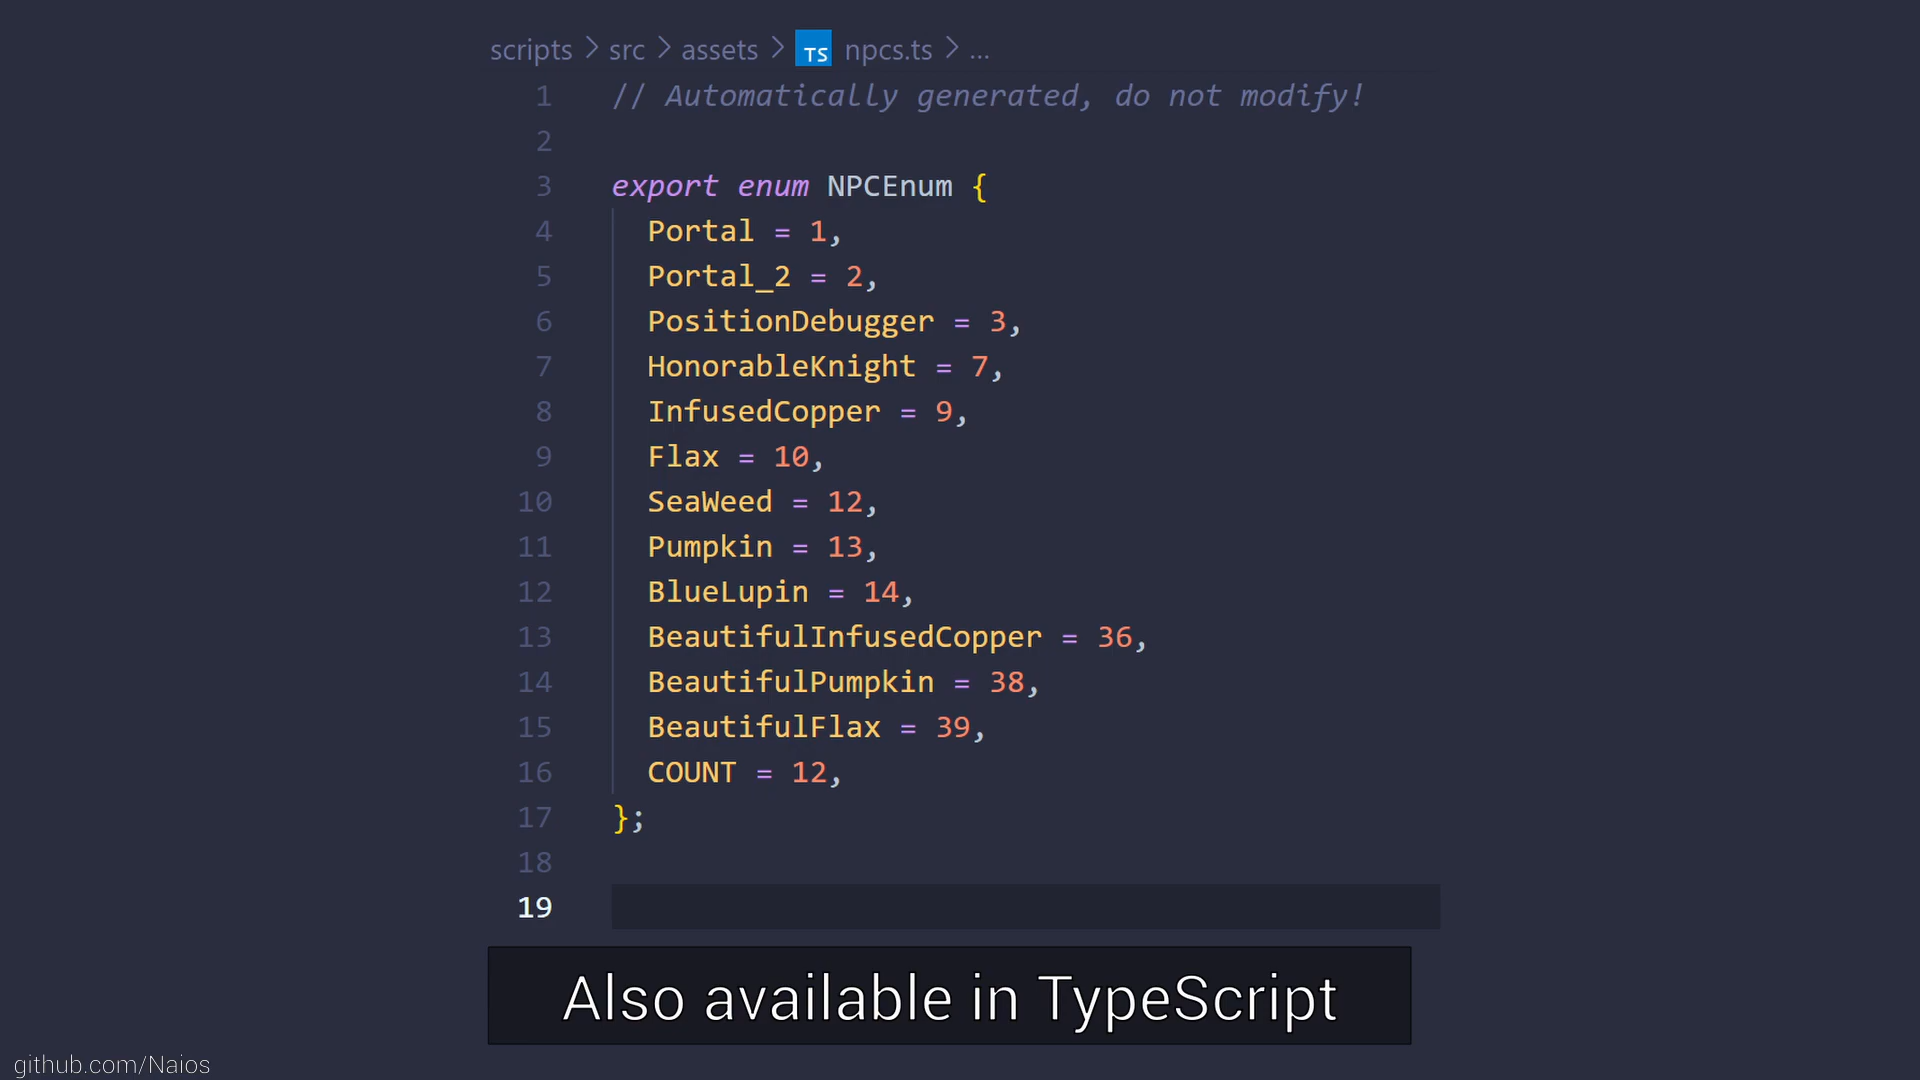 scripts > src > assets > TS npcs.ts > ...
1 // Automatically generated, do not modify!
2
3 export enum NPCEnum {
4 Portal = 1,
5 Portal_2 = 2,
6 PositionDebugger = 3,
7 HonorableKnight = 7,
8 InfusedCopper = 9,
9 Flax = 10,
10 SeaWeed = 12,
11 Pumpkin = 13,
12 BlueLupin = 14,
13 BeautifulInfusedCopper = 36,
14 BeautifulPumpkin = 38,
15 BeautifulFlax = 39,
16 COUNT = 12,
17 };
18
19
Also available in TypeScript
github.com/Naios